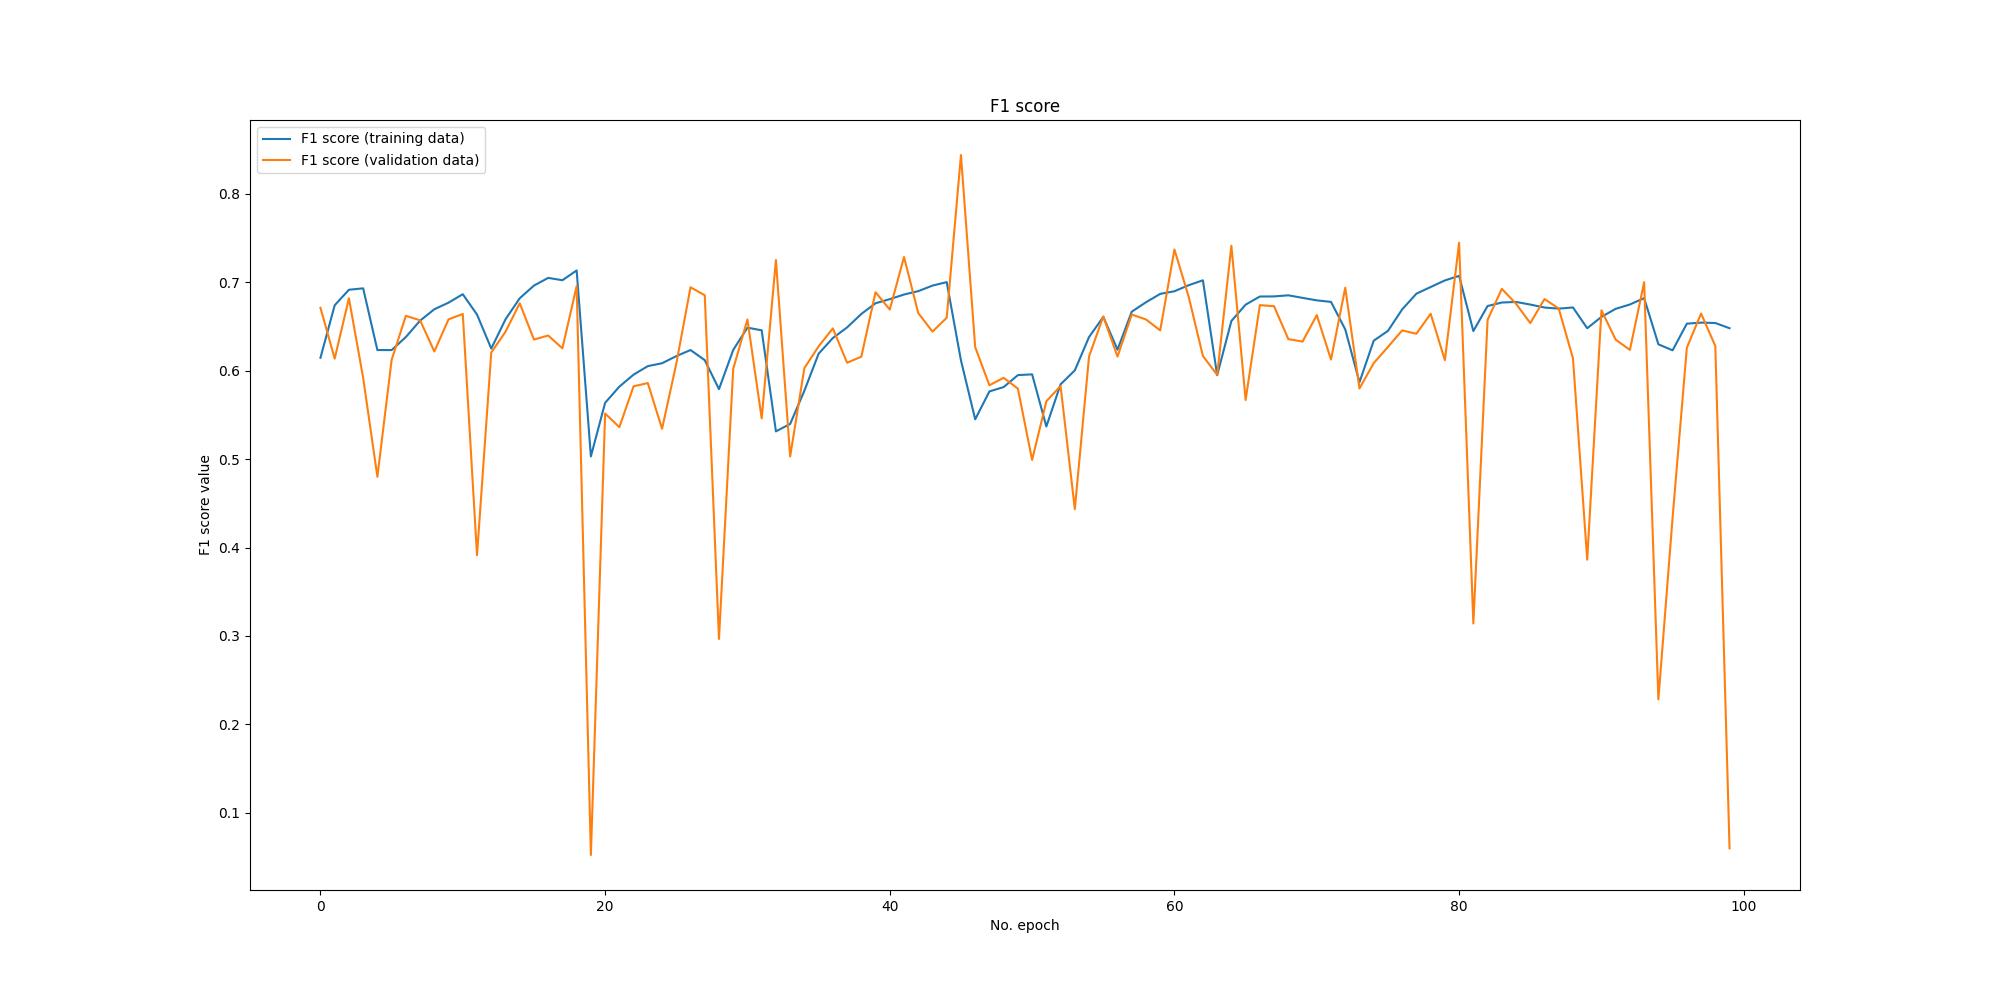 F1 score
F1 score (training data)
F1 score (validation data)
0.8
0.7
0.6
0.5
0.4
0.3
0.2
0.1
F1 score value
0 20 40 60 80 100
No. epoch